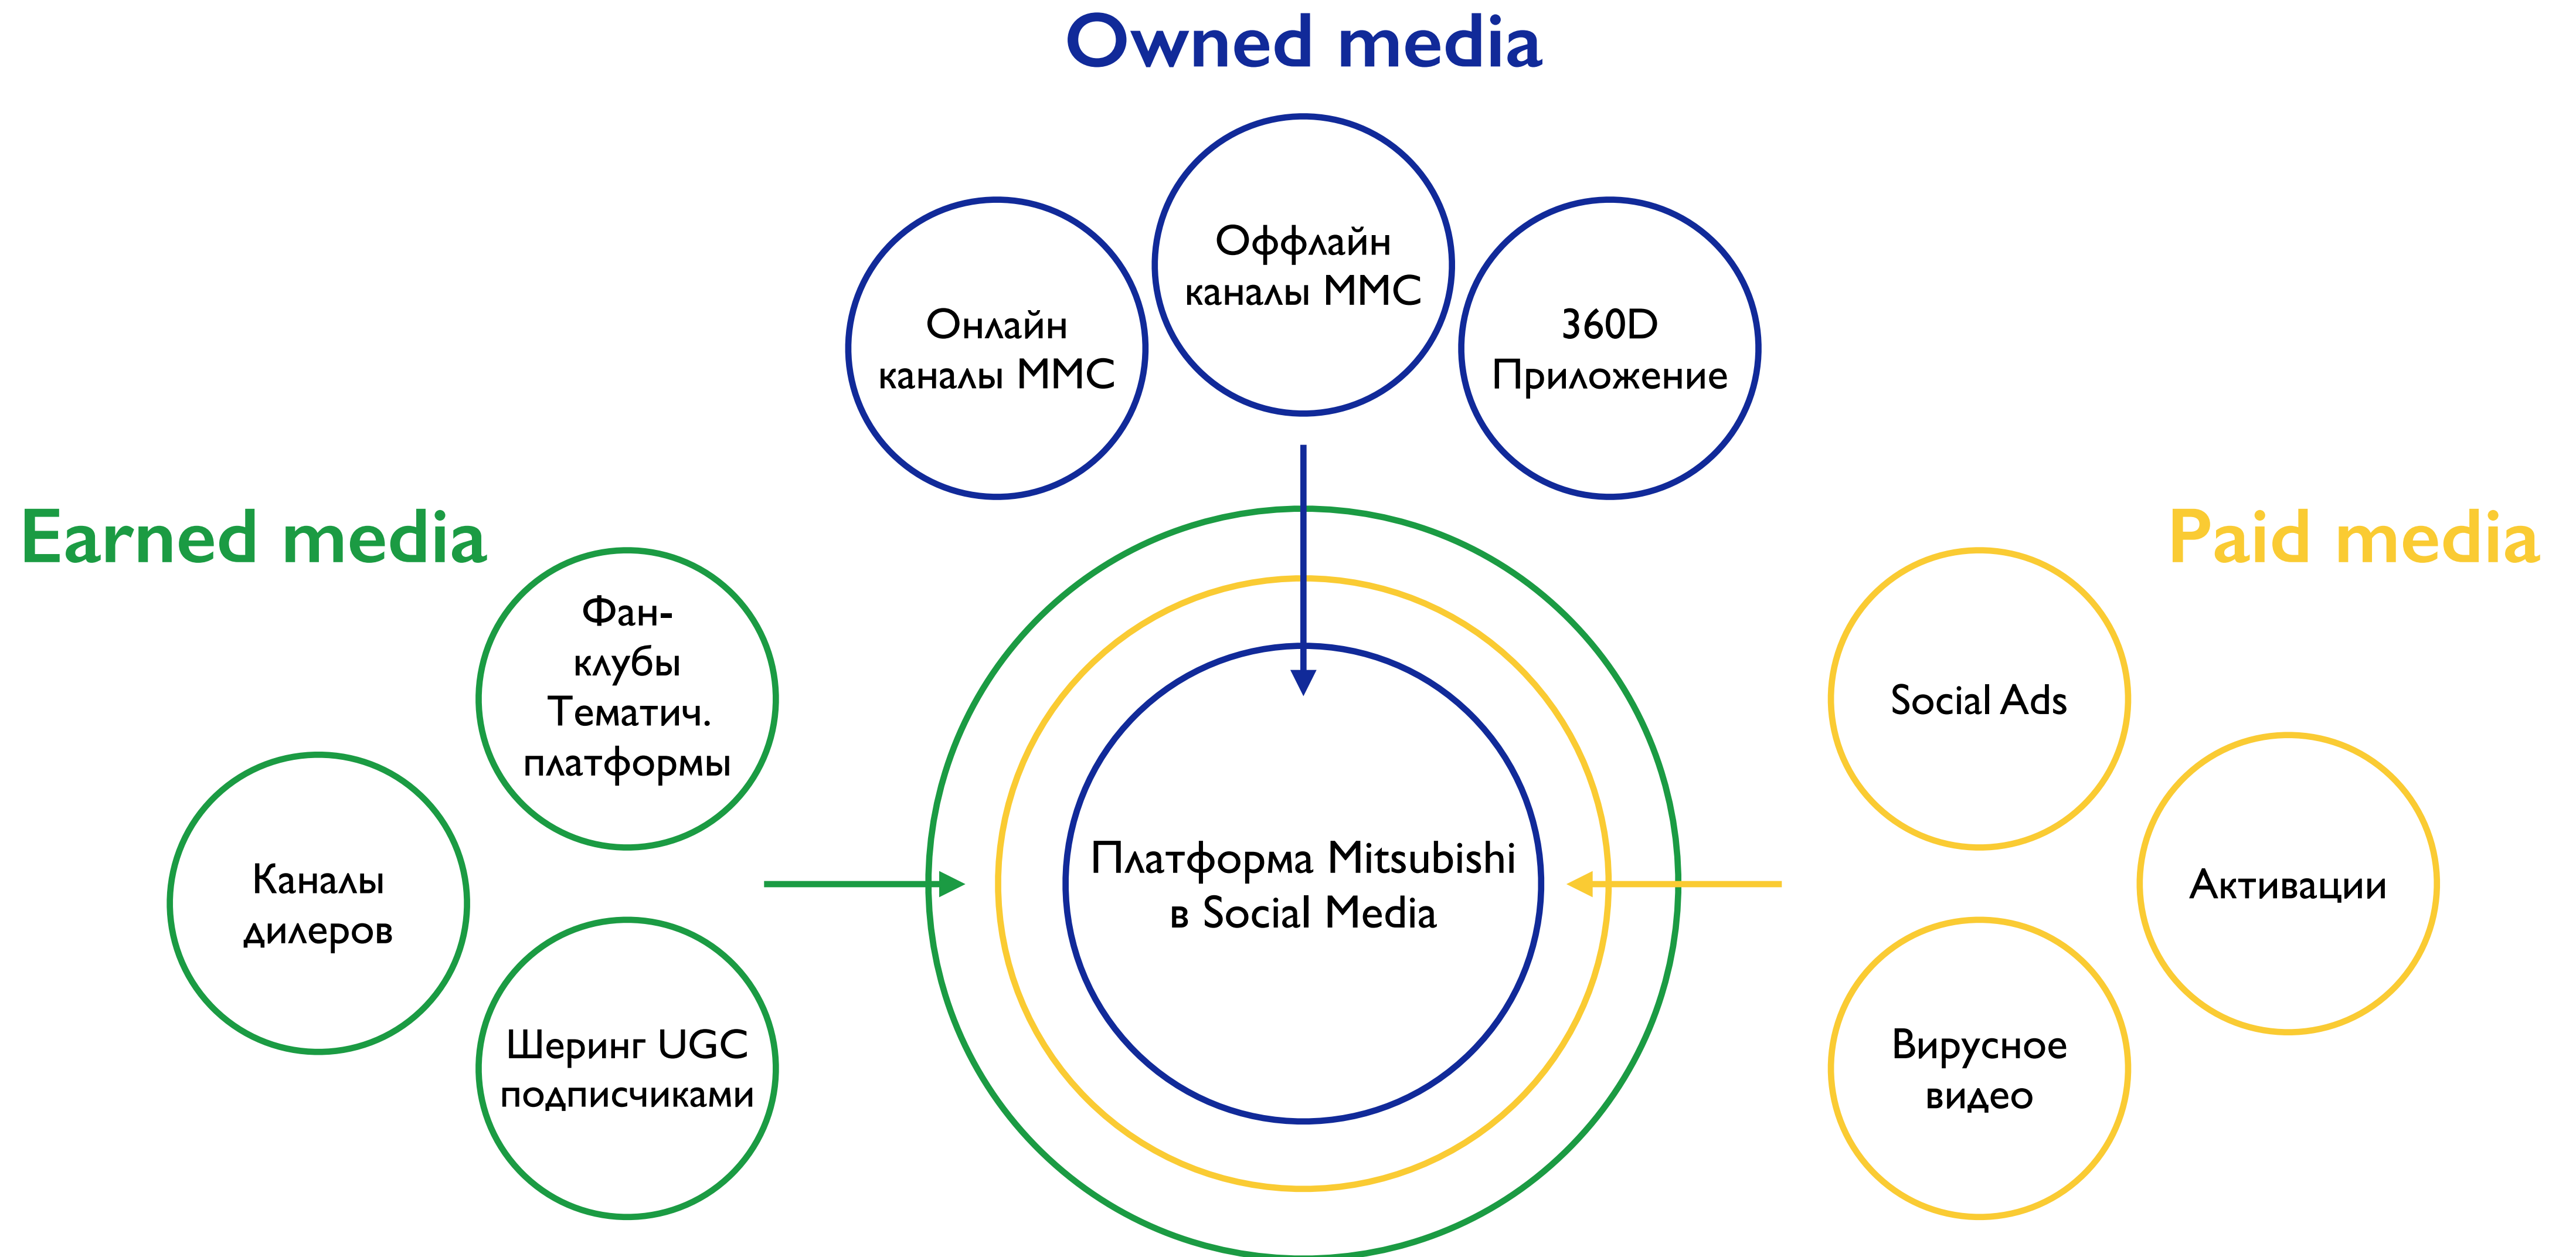 Owned media
Оффлайн
каналы ММС
Онлайн
каналы ММС
360D
Приложение
Earned media
Фан-
клубы
Тематич.
платформы
Каналы
дилеров
Шеринг UGC
подписчиками
Платформа Mitsubishi
в Social Media
Paid media
Social Ads
Активации
Вирусное
видео